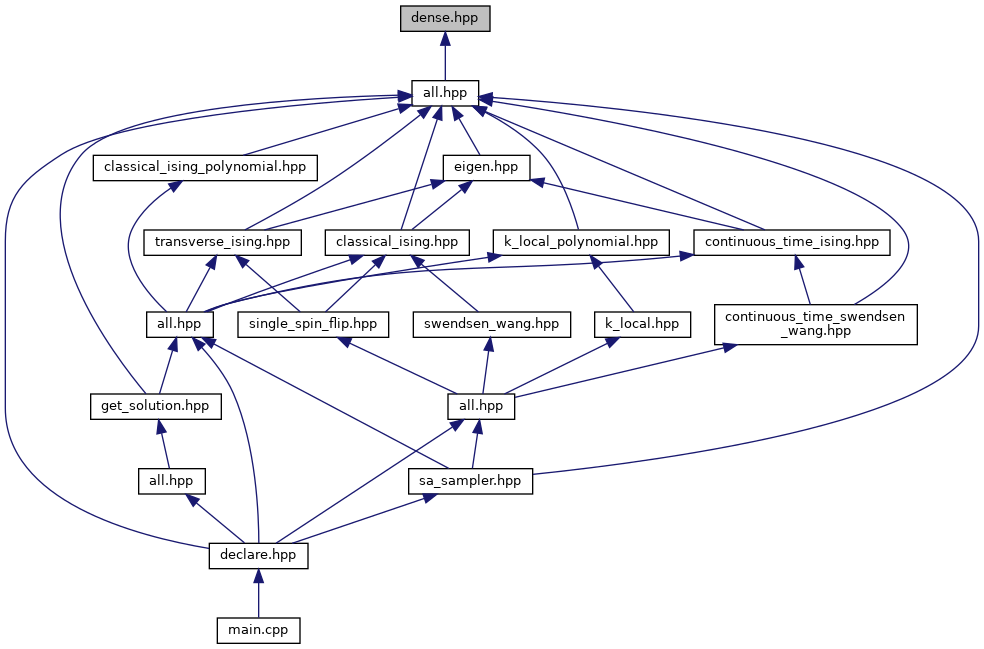 dense.hpp
all.hpp
classical_ising_polynomial.hpp
eigen.hpp
transverse_ising.hpp
classical_ising.hpp
k_local_polynomial.hpp
continuous_time_ising.hpp
all.hpp
single_spin_flip.hpp
swendsen_wang.hpp
k_local.hpp
continuous_time_swendsen
_wang.hpp
get_solution.hpp
all.hpp
all.hpp
sa_sampler.hpp
declare.hpp
main.cpp